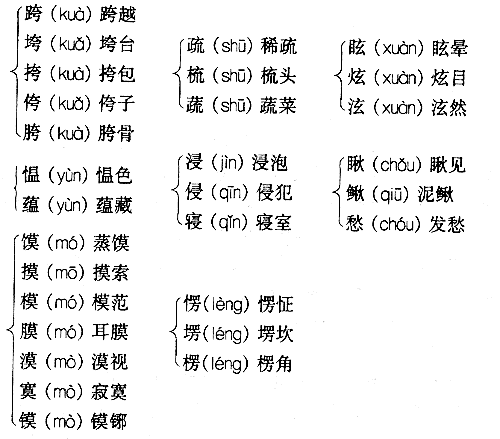 跨 (kuà) 跨越
垮 (kuǎ) 垮台
挎 (kuà) 挎包
侉 (kuǎ) 侉子
胯 (kuà) 胯骨
疏 (shū) 稀疏
梳 (shū) 梳头
蔬 (shū) 蔬菜
眩 (xuàn) 眩晕
炫 (xuàn) 炫目
泫 (xuàn) 泫然
愠 (yùn) 愠色
蕴 (yùn) 蕴藏
浸 (jìn) 浸泡
侵 (qīn) 侵犯
寝 (qǐn) 寝室
瞅 (chǒu) 瞅见
鳅 (qiū) 泥鳅
愁 (chóu) 发愁
馍 (mó) 蒸馍
摸 (mō) 摸索
模 (mó) 模范
膜 (mó) 耳膜
漠 (mò) 漠视
寞 (mò) 寂寞
镆 (mò) 镆铘
愣(lèng) 愣怔
塄(léng) 塄坎
楞(léng) 楞角